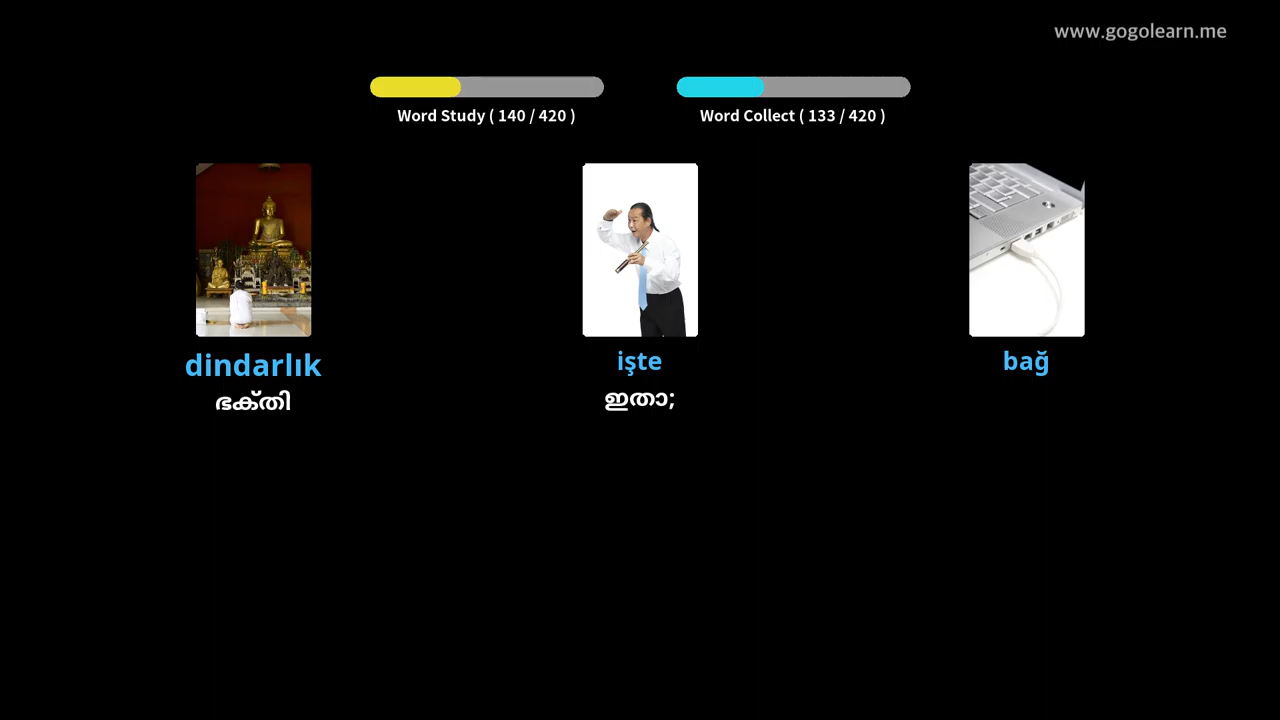 www.gogolearn.me
Word Study ( 140 / 420 )
Word Collect ( 133 / 420 )
dindarlık
ഭക്തി
işte
ഇതാ;
bağ